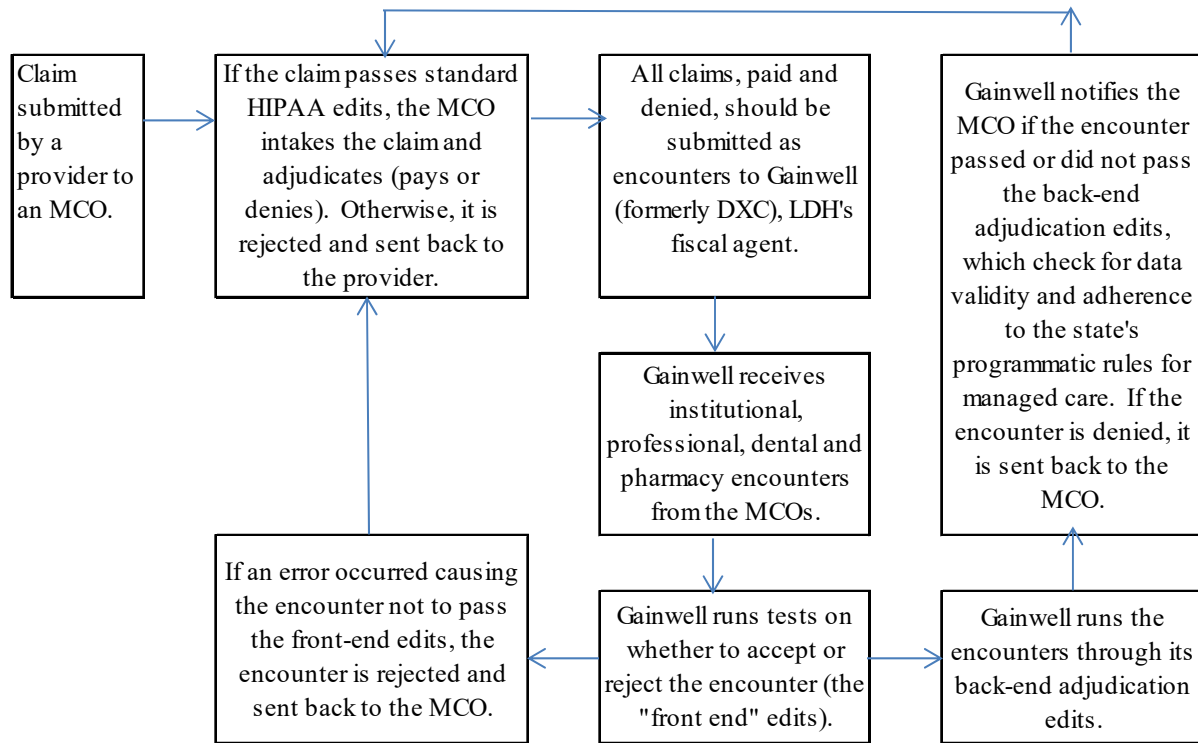 Claim
submitted
by a
provider to
an MCO.
If the claim passes standard
HIPAA edits, the MCO
intakes the claim and
adjudicates (pays or
denies).  Otherwise, it is
rejected and sent back to
the provider.
All claims, paid and
denied, should be
submitted as
encounters to Gainwell
(formerly DXC), LDH's
fiscal agent.
Gainwell notifies the
MCO if the encounter
passed or did not pass
the back-end
adjudication edits,
which check for data
validity and adherence
to the state's
programmatic rules for
managed care.  If the
encounter is denied, it
is sent back to the
MCO.
Gainwell receives
institutional,
professional, dental and
pharmacy encounters
from the MCOs.
If an error occurred causing
the encounter not to pass
the front-end edits, the
encounter is rejected and
sent back to the MCO.
Gainwell runs tests on
whether to accept or
reject the encounter (the
"front end" edits).
Gainwell runs the
encounters through its
back-end adjudication
edits.